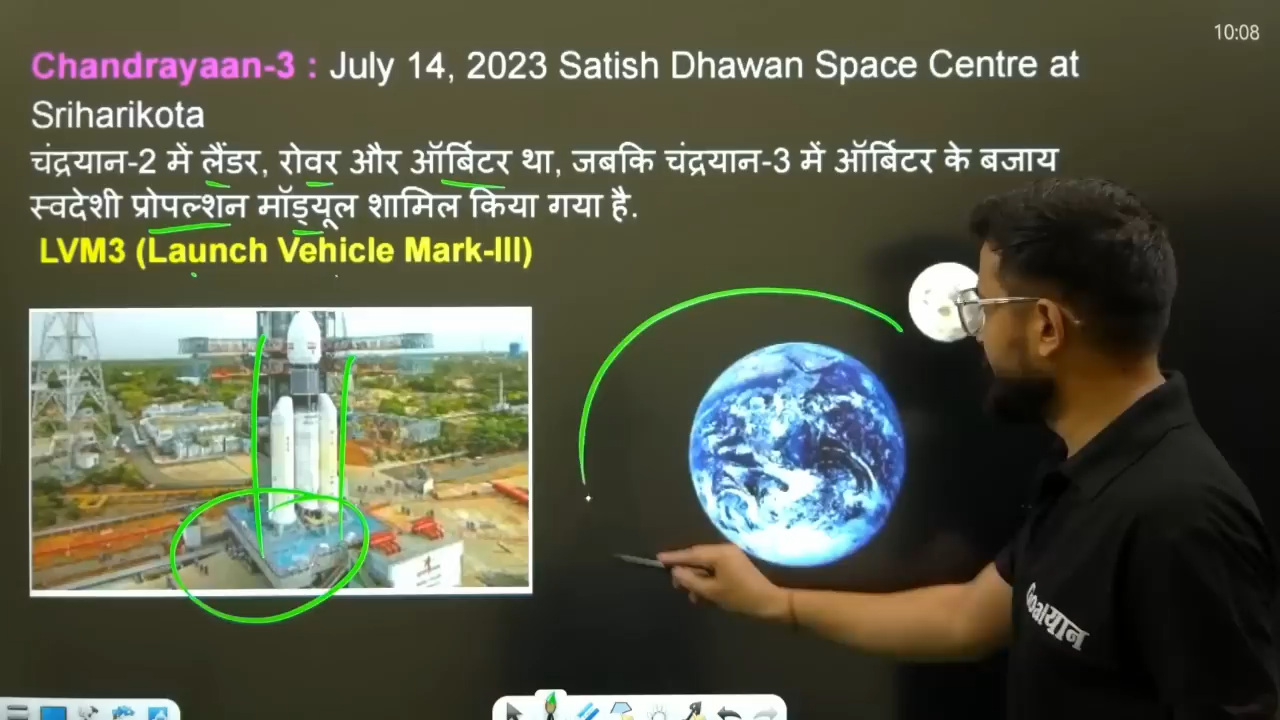 10:08
Chandrayaan-3 : July 14, 2023 Satish Dhawan Space Centre at
Sriharikota
चंद्रयान-2 में लैंडर, रोवर और ऑर्बिटर था, जबकि चंद्रयान-3 में ऑर्बिटर के बजाय
स्वदेशी प्रोपल्शन मॉड्यूल शामिल किया गया है.
LVM3 (Launch Vehicle Mark-III)
Goalयान